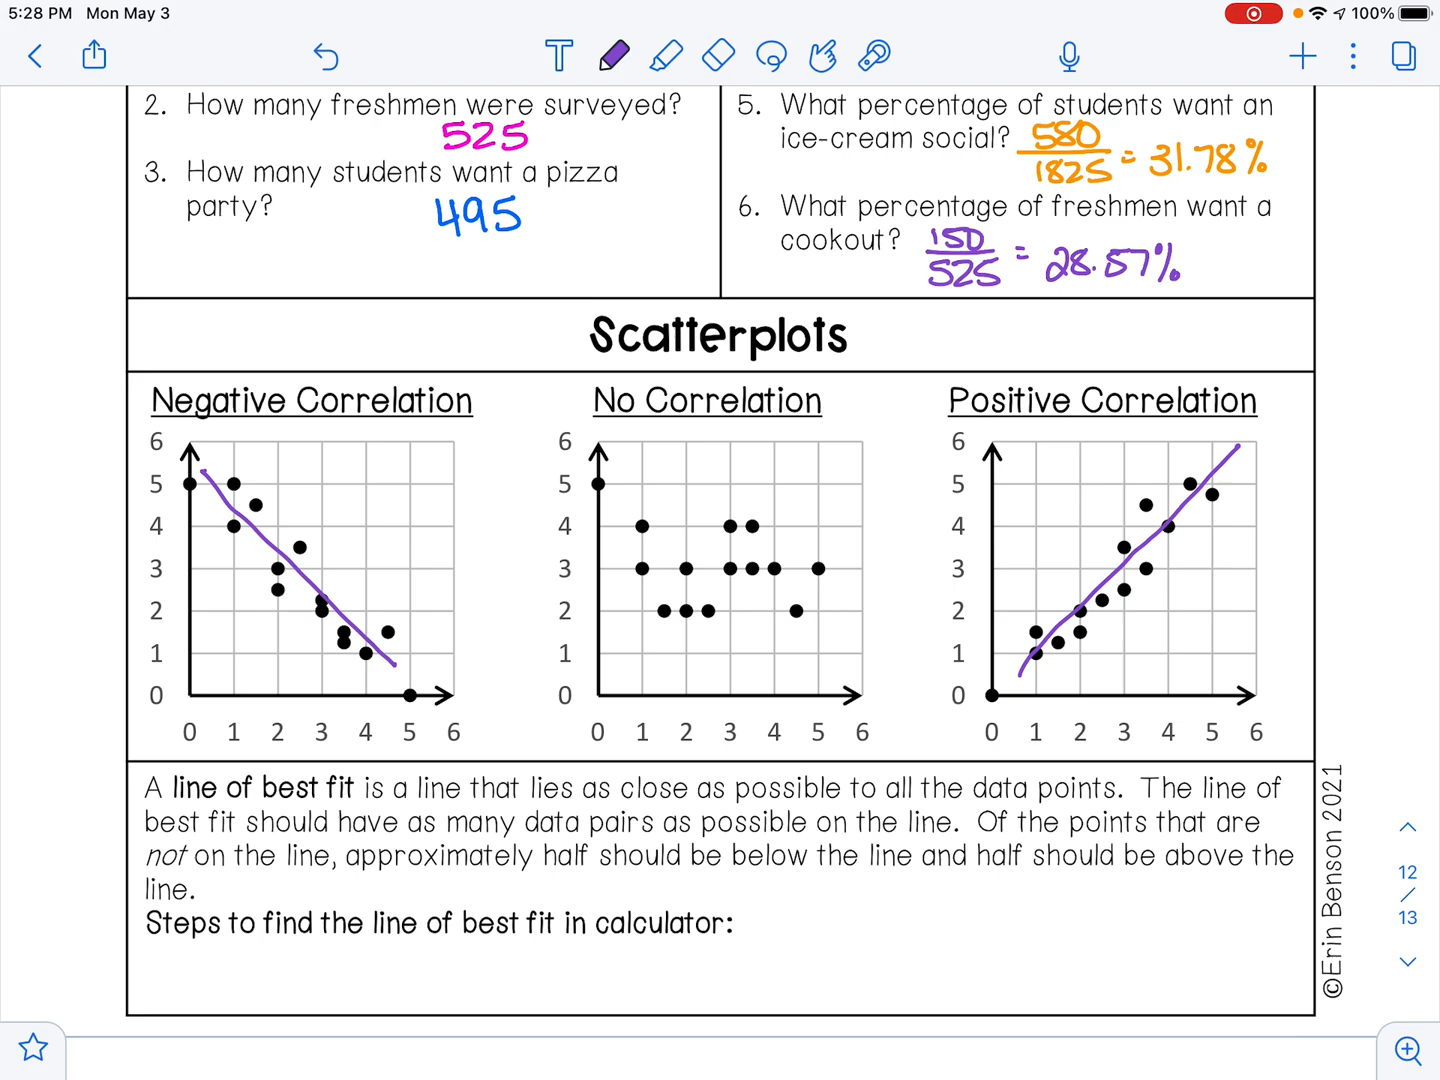 5:28 PM Mon May 3
100%
2. How many freshmen were surveyed?
525
3. How many students want a pizza
party?
495
5. What percentage of students want an
ice-cream social? 580/1825 = 31.78%
6. What percentage of freshmen want a
cookout? 150/525 = 28.57%
Scatterplots
Negative Correlation
6
5
4
3
2
1
0
0 1 2 3 4 5 6
No Correlation
6
5
4
3
2
1
0
0 1 2 3 4 5 6
Positive Correlation
6
5
4
3
2
1
0
0 1 2 3 4 5 6
A line of best fit is a line that lies as close as possible to all the data points. The line of
best fit should have as many data pairs as possible on the line. Of the points that are
not on the line, approximately half should be below the line and half should be above the
line.
Steps to find the line of best fit in calculator:
©Erin Benson 2021
12
/
13